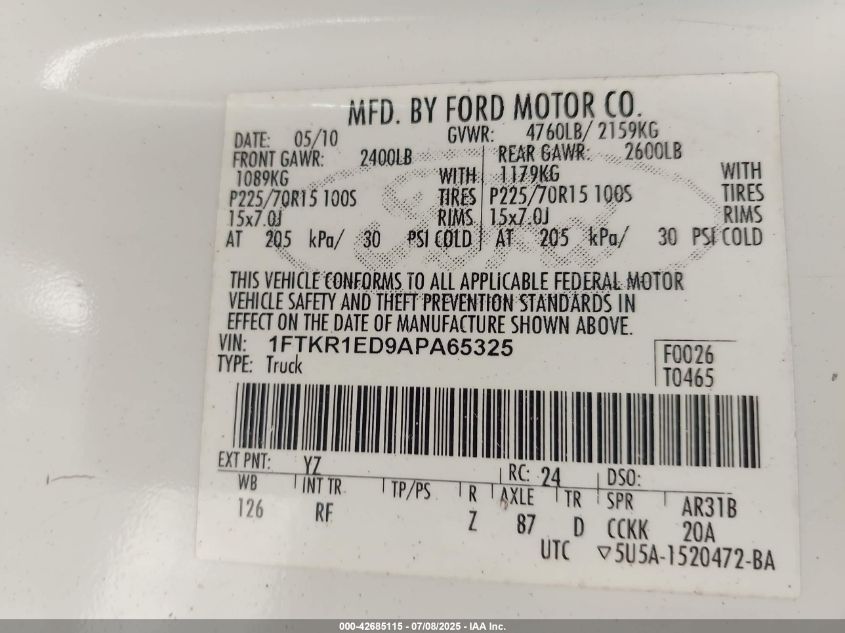 MFD. BY FORD MOTOR CO.
DATE: 05/10 GVWR: 4760LB/ 2159KG
FRONT GAWR: 2400LB REAR GAWR: 2600LB
1089KG WITH 1179KG WITH
P225/70R15 100S TIRES P225/70R15 100S TIRES
15x7.0J RIMS 15x7.0J RIMS
AT 205 kPa/ 30 PSI COLD AT 205 kPa/ 30 PSI COLD
Ford
THIS VEHICLE CONFORMS TO ALL APPLICABLE FEDERAL MOTOR
VEHICLE SAFETY AND THEFT PREVENTION STANDARDS IN
EFFECT ON THE DATE OF MANUFACTURE SHOWN ABOVE.
VIN: 1FTKR1ED9APA65325 F0026
TYPE: Truck T0465
EXT PNT: YZ RC: 24 DSO:
WB INT TR TP/PS R AXLE TR SPR AR31B
126 RF Z 87 D CCKK 20A
UTC ▽5U5A-1520472-BA
000-42685115 - 07/08/2025 - IAA Inc.